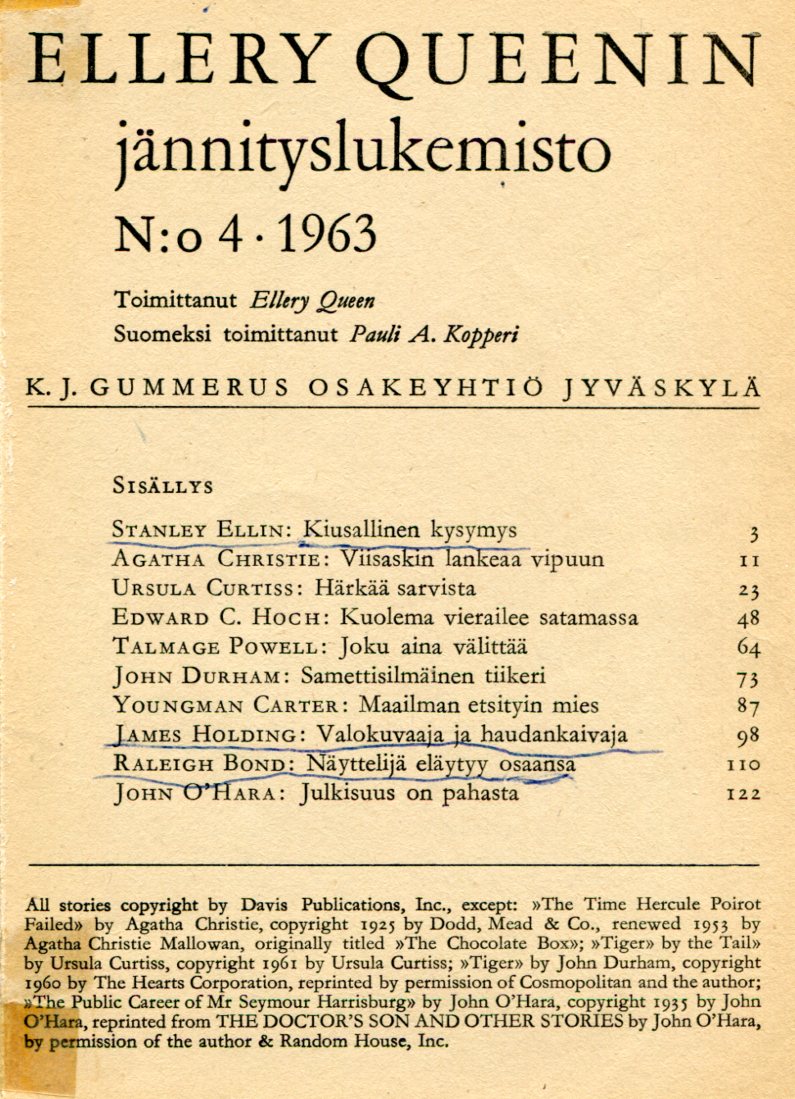 ELLERY QUEENIN
jännityslukemisto
N:o 4 · 1963
Toimittanut Ellery Queen
Suomeksi toimittanut Pauli A. Kopperi
K. J. GUMMERUS OSAKEYHTIÖ JYVÄSKYLÄ
SISÄLLYS
STANLEY ELLIN: Kiusallinen kysymys 3
AGATHA CHRISTIE: Viisaskin lankeaa vipuun 11
URSULA CURTISS: Härkää sarvista 23
EDWARD C. HOCH: Kuolema vierailee satamassa 48
TALMAGE POWELL: Joku aina välittää 64
JOHN DURHAM: Samettisilmäinen tiikeri 73
YOUNGMAN CARTER: Maailman etsityin mies 87
JAMES HOLDING: Valokuvaaja ja haudankaivaja 98
RALEIGH BOND: Näyttelijä eläytyy osaansa 110
JOHN O'HARA: Julkisuus on pahasta 122
All stories copyright by Davis Publications, Inc., except: »The Time Hercule Poirot
Failed» by Agatha Christie, copyright 1925 by Dodd, Mead & Co., renewed 1953 by
Agatha Christie Mallowan, originally titled »The Chocolate Box»; »Tiger» by the Tail»
by Ursula Curtiss, copyright 1961 by Ursula Curtiss; »Tiger» by John Durham, copyright
1960 by The Hearts Corporation, reprinted by permission of Cosmopolitan and the author;
»The Public Career of Mr Seymour Harrisburg» by John O'Hara, copyright 1935 by John
O'Hara, reprinted from THE DOCTOR'S SON AND OTHER STORIES by John O'Hara,
by permission of the author & Random House, Inc.